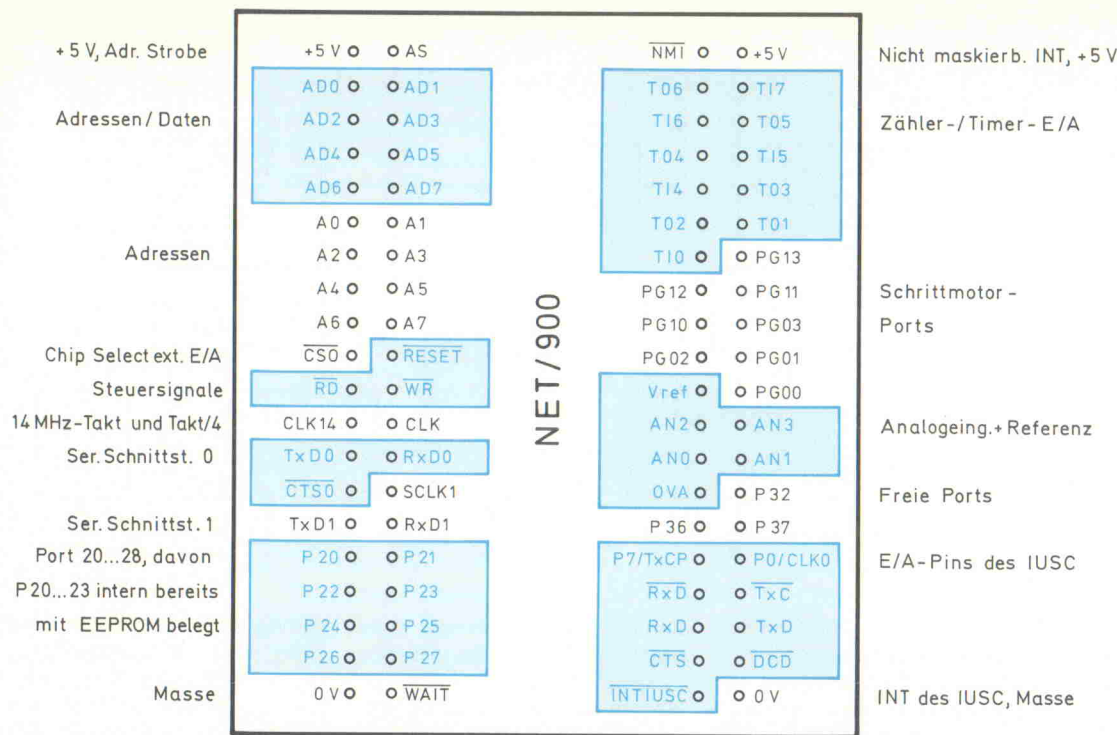 +5 V, Adr. Strobe +5 V AS NMI +5 V Nicht maskierb. INT, +5 V
AD0 AD1 T06 TI7
Adressen / Daten AD2 AD3 TI6 T05 Zähler-/Timer-E/A
AD4 AD5 T04 TI5
AD6 AD7 TI4 T03
A0 A1 T02 T01
Adressen A2 A3 TI0 PG13
A4 A5 PG12 PG11 Schrittmotor-
A6 A7 PG10 PG03 Ports
Chip Select ext. E/A CS0 RESET PG02 PG01
Steuersignale RD WR Vref PG00
14 MHz-Takt und Takt/4 CLK14 CLK AN2 AN3 Analogeing.+Referenz
Ser. Schnittst. 0 TxD0 RxD0 AN0 AN1
CTS0 SCLK1 0VA P32 Freie Ports
Ser. Schnittst. 1 TxD1 RxD1 P36 P37
Port 20...28, davon P20 P21 P7/TxCP P0/CLK0 E/A-Pins des IUSC
P20...23 intern bereits P22 P23 RxD TxC
mit EEPROM belegt P24 P25 RxD TxD
P26 P27 CTS DCD
Masse 0V WAIT INTIUSC 0V INT des IUSC, Masse
NET/900